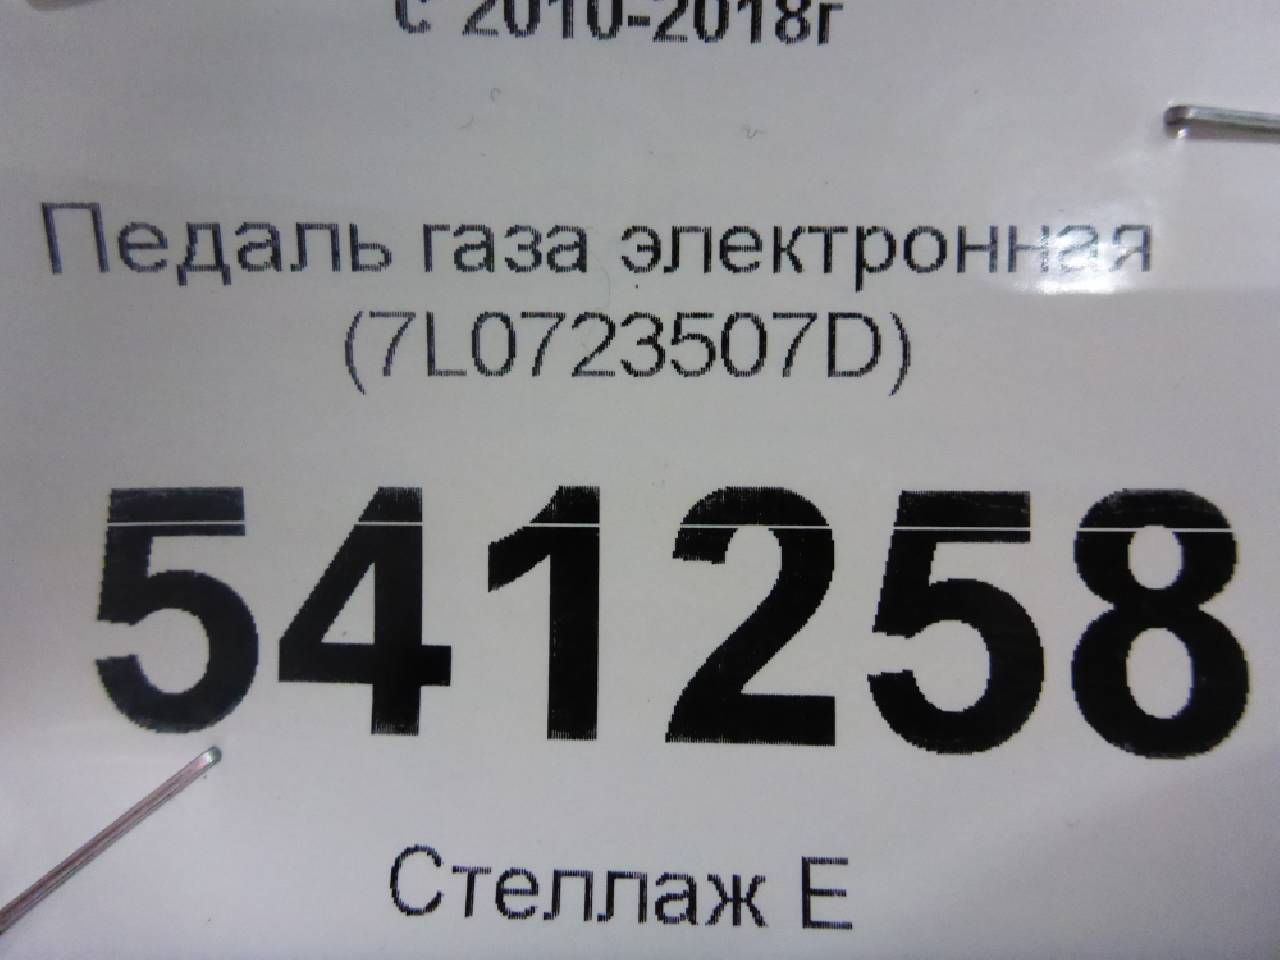 с 2010-2018г
Педаль газа электронная
(7L0723507D)
541258
Стеллаж Е